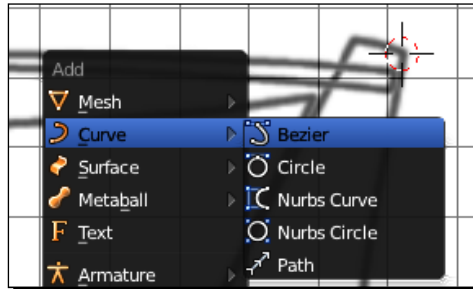 Add
Mesh
Curve
Surface
Metaball
Text
Armature
Bezier
Circle
Nurbs Curve
Nurbs Circle
Path